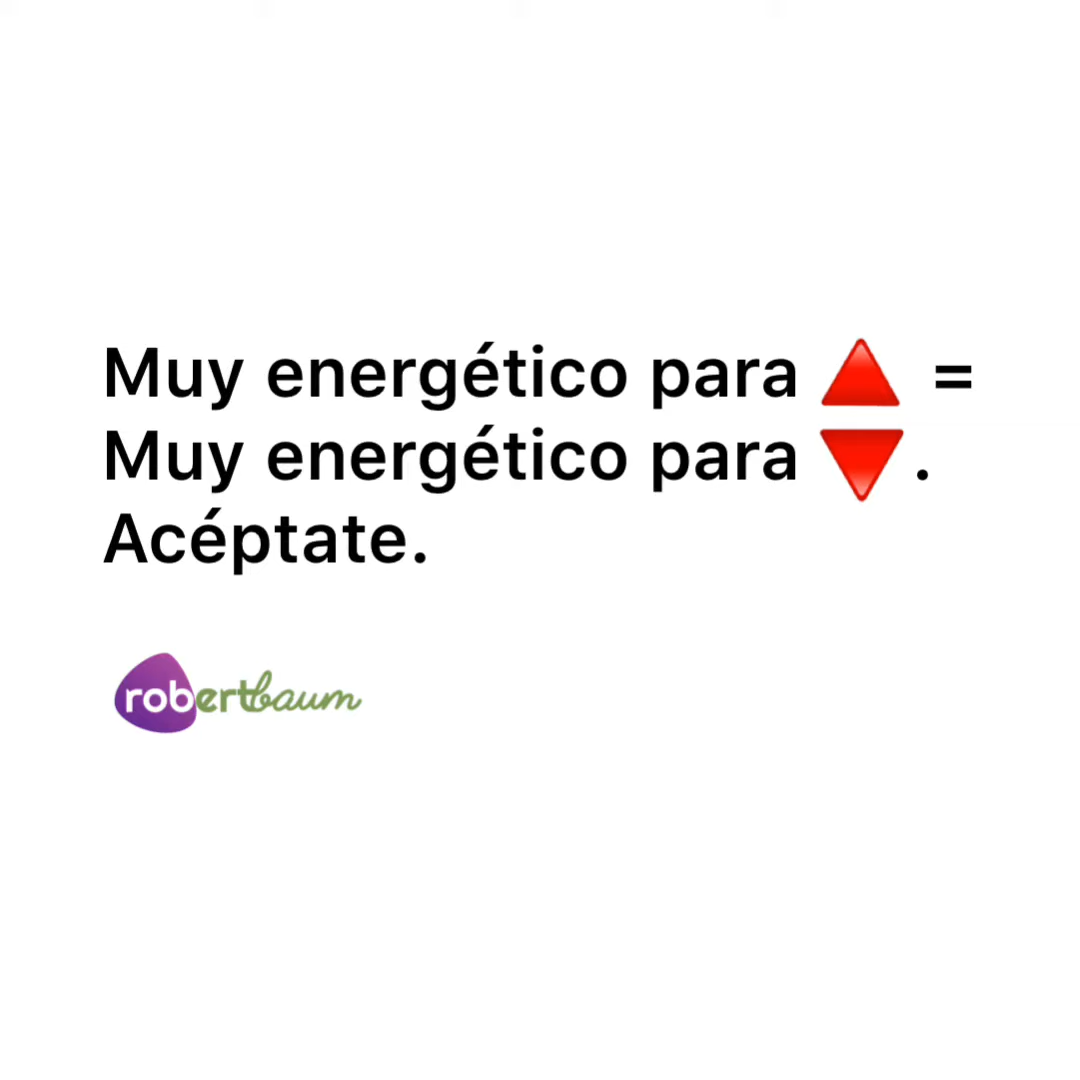 Muy energético para 🔺 =
Muy energético para 🔻.
Acéptate.
robertbaum